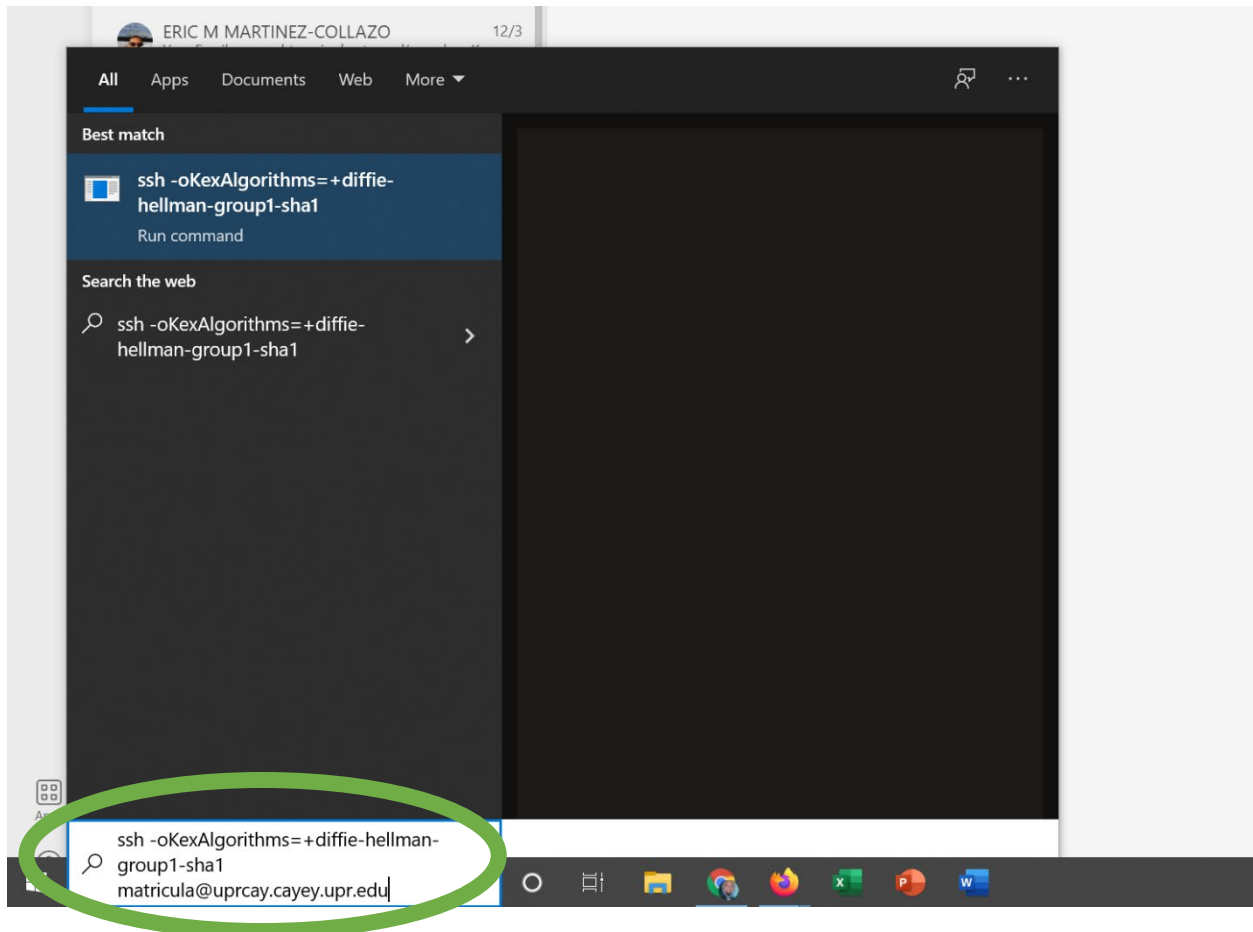 ERIC M MARTINEZ-COLLAZO 12/3
All Apps Documents Web More
Best match
ssh -oKexAlgorithms=+diffie-
hellman-group1-sha1
Run command
Search the web
ssh -oKexAlgorithms=+diffie-
hellman-group1-sha1
ssh -oKexAlgorithms=+diffie-hellman-
group1-sha1
matricula@uprcay.cayey.upr.edu